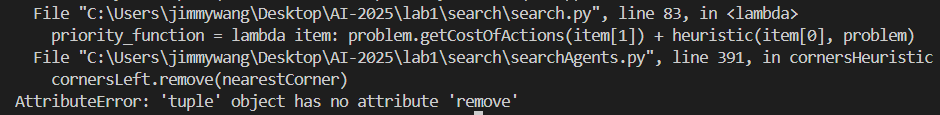 File "C:\Users\jimmywang\Desktop\AI-2025\lab1\search\search.py", line 83, in <lambda>
priority_function = lambda item: problem.getCostOfActions(item[1]) + heuristic(item[0], problem)
File "C:\Users\jimmywang\Desktop\AI-2025\lab1\search\searchAgents.py", line 391, in cornersHeuristic
cornersLeft.remove(nearestCorner)
AttributeError: 'tuple' object has no attribute 'remove'